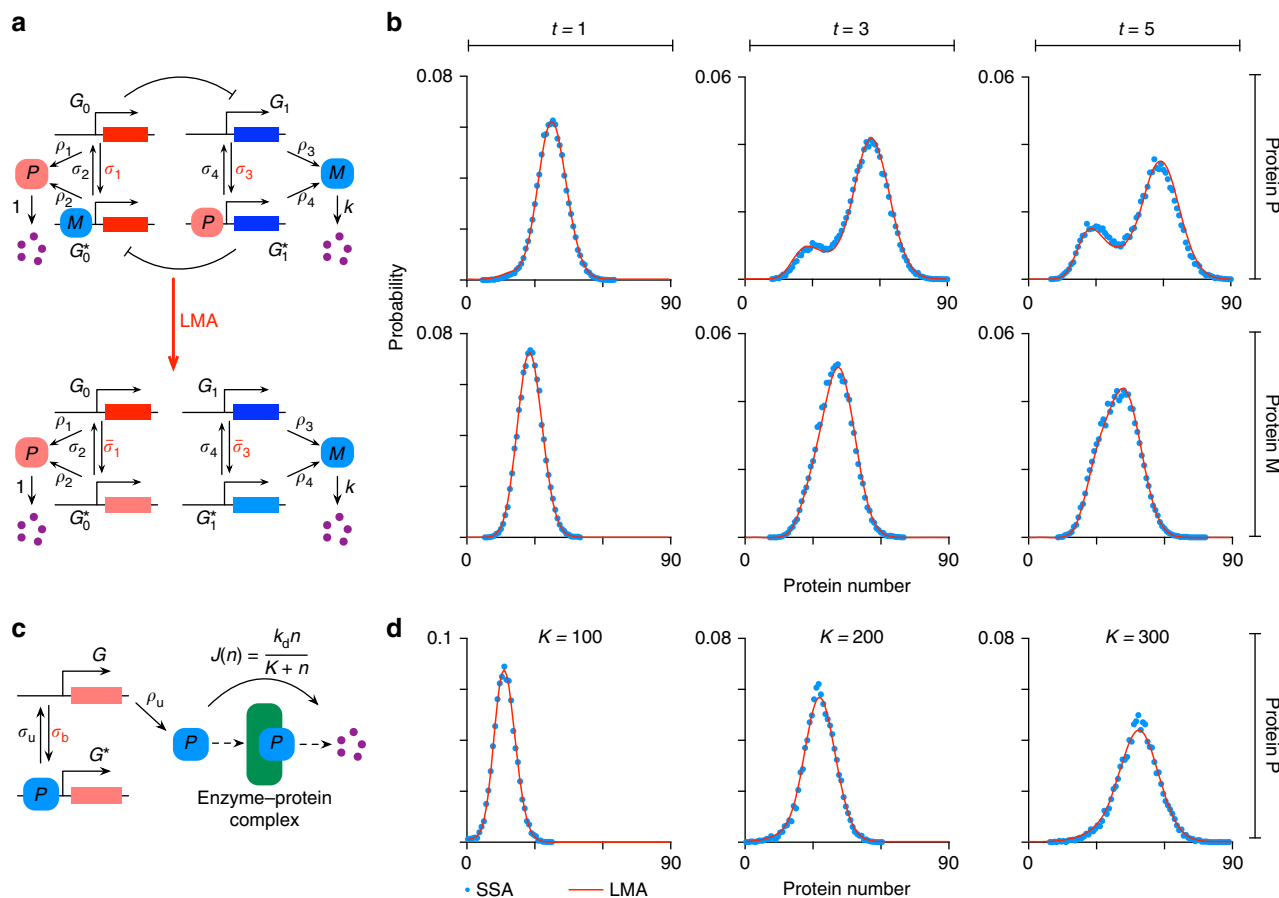 a
G₀
G₁
ρ₁
σ₂
σ₁
σ₄
σ₃
ρ₃
P
M
ρ₂
ρ₄
1
M
P
k
G₀*
G₁*
LMA
G₀
G₁
ρ₁
σ₂
σ̄₁
σ₄
σ̄₃
ρ₃
P
M
ρ₂
ρ₄
1
k
G₀*
G₁*
b
t = 1
t = 3
t = 5
0.08
0.06
0.06
Protein P
0 90
0 90
0 90
Probability
0.08
0.06
0.06
Protein M
0 90
0 90
0 90
Protein number
c
G
J(n) = k_d n / K + n
ρᵤ
σᵤ
σ_b
P
P
G*
P
Enzyme–protein
complex
d
K = 100
K = 200
K = 300
0.1
0.08
0.08
Protein P
0 90
0 90
0 90
SSA
LMA
Protein number